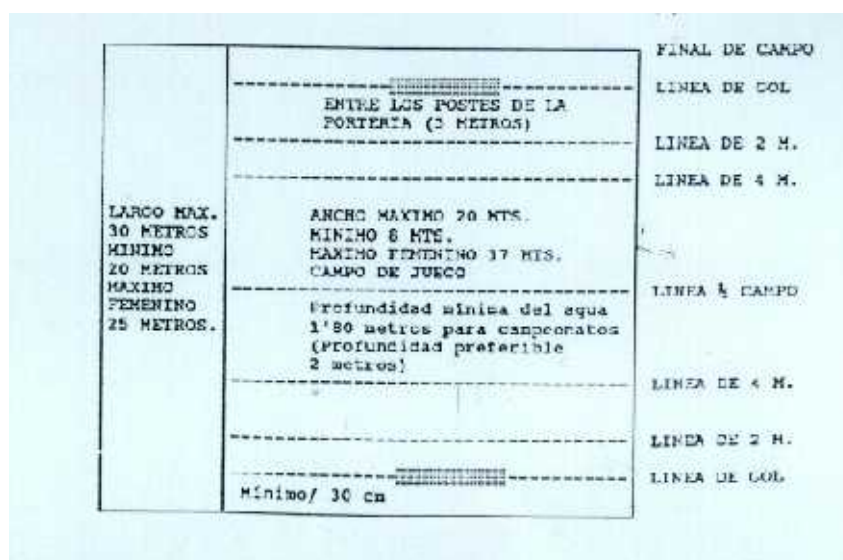 FINAL DE CAMPO
LINEA DE GOL
ENTRE LOS POSTES DE LA
PORTERIA (3 METROS)
LINEA DE 2 M.
LINEA DE 4 M.
LARGO MAX.
30 METROS
MINIMO
20 METROS
MAXIMO
FEMENINO
25 METROS.
ANCHO MAXIMO 20 MTS.
MINIMO 8 MTS.
MAXIMO FEMENINO 17 MTS.
CAMPO DE JUEGO
LINEA ½ CAMPO
Profundidad minima del agua
1'80 metros para campeonatos
(Profundidad preferible
2 metros)
LINEA DE 4 M.
LINEA DE 2 M.
LINEA DE GOL
Minimo/ 30 cm